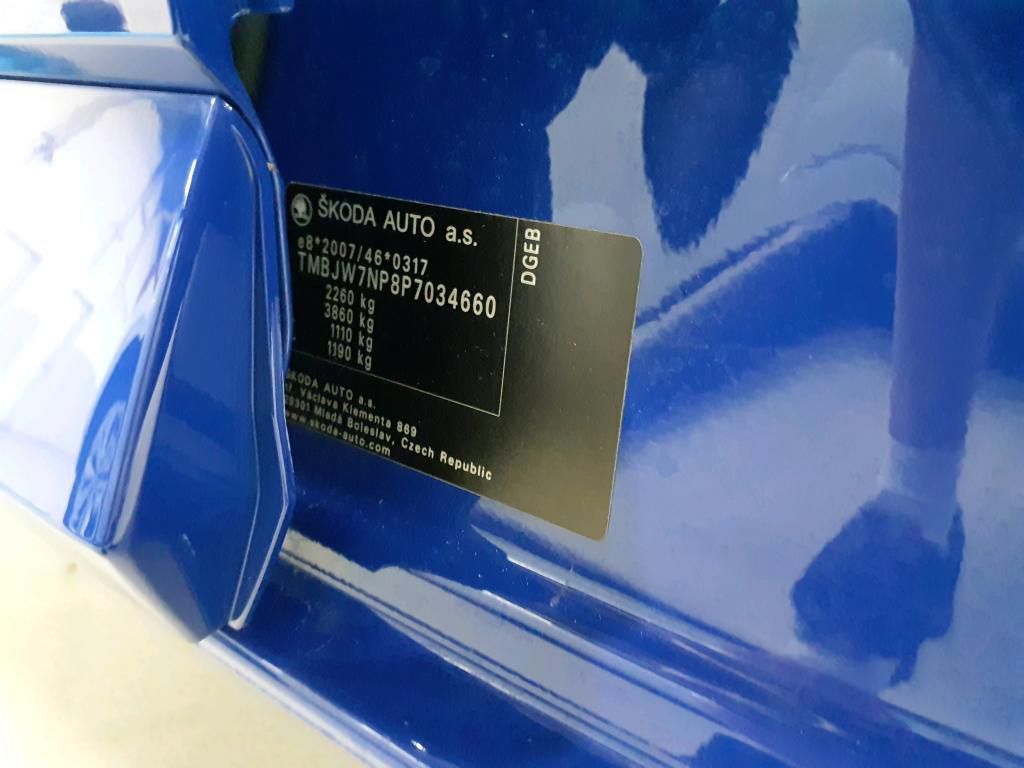 ŠKODA AUTO a.s.
e8*2007/46*0317
TMBJW7NP8P7034660
2260 kg
3860 kg
1110 kg
1190 kg
DGEB
ŠKODA AUTO a.s.
Václava Klementa 869
Mladá Boleslav, Czech Republic
www.skoda-auto.com